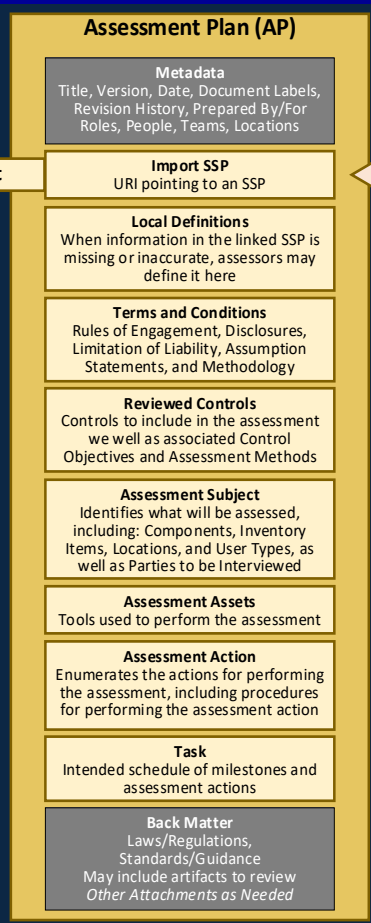 Assessment Plan (AP)
Metadata
Title, Version, Date, Document Labels,
Revision History, Prepared By/For
Roles, People, Teams, Locations
Import SSP
URI pointing to an SSP
Local Definitions
When information in the linked SSP is
missing or inaccurate, assessors may
define it here
Terms and Conditions
Rules of Engagement, Disclosures,
Limitation of Liability, Assumption
Statements, and Methodology
Reviewed Controls
Controls to include in the assessment
we well as associated Control
Objectives and Assessment Methods
Assessment Subject
Identifies what will be assessed,
including: Components, Inventory
Items, Locations, and User Types, as
well as Parties to be Interviewed
Assessment Assets
Tools used to perform the assessment
Assessment Action
Enumerates the actions for performing
the assessment, including procedures
for performing the assessment action
Task
Intended schedule of milestones and
assessment actions
Back Matter
Laws/Regulations,
Standards/Guidance
May include artifacts to review
Other Attachments as Needed